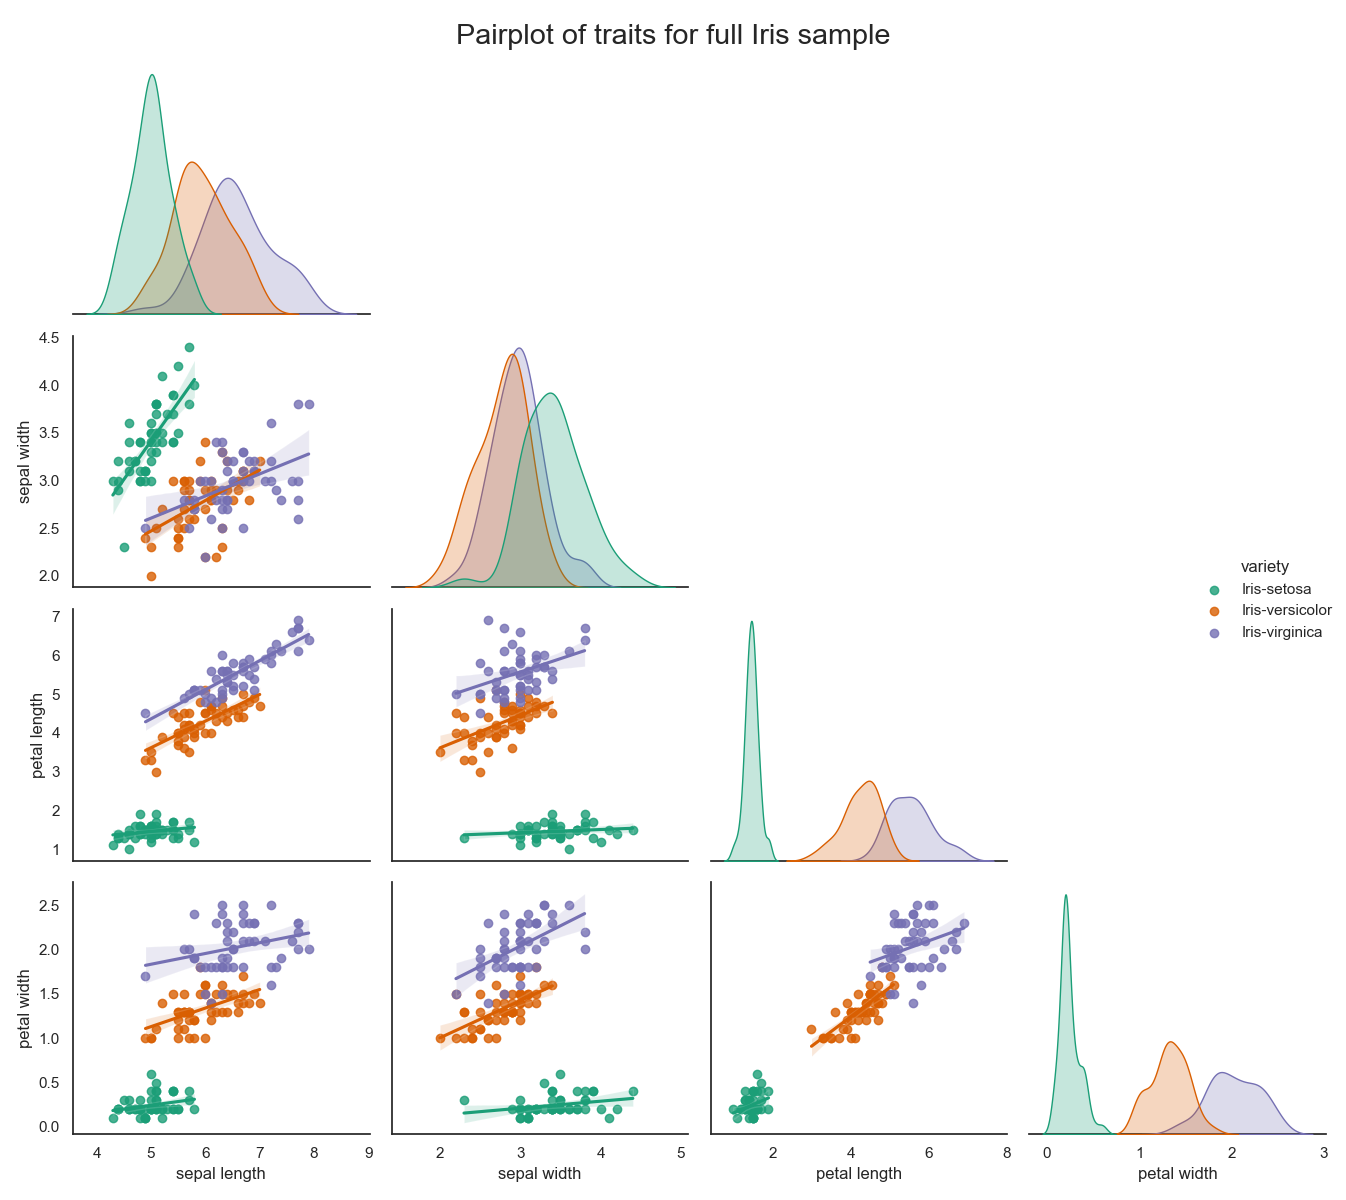 Pairplot of traits for full Iris sample
4.5
4.0
3.5
3.0
2.5
2.0
sepal width
variety
Iris-setosa
Iris-versicolor
Iris-virginica
7
6
5
4
3
2
1
petal length
2.5
2.0
1.5
1.0
0.5
0.0
petal width
4 5 6 7 8 9
sepal length
2 3 4 5
sepal width
2 4 6 8
petal length
0 1 2 3
petal width